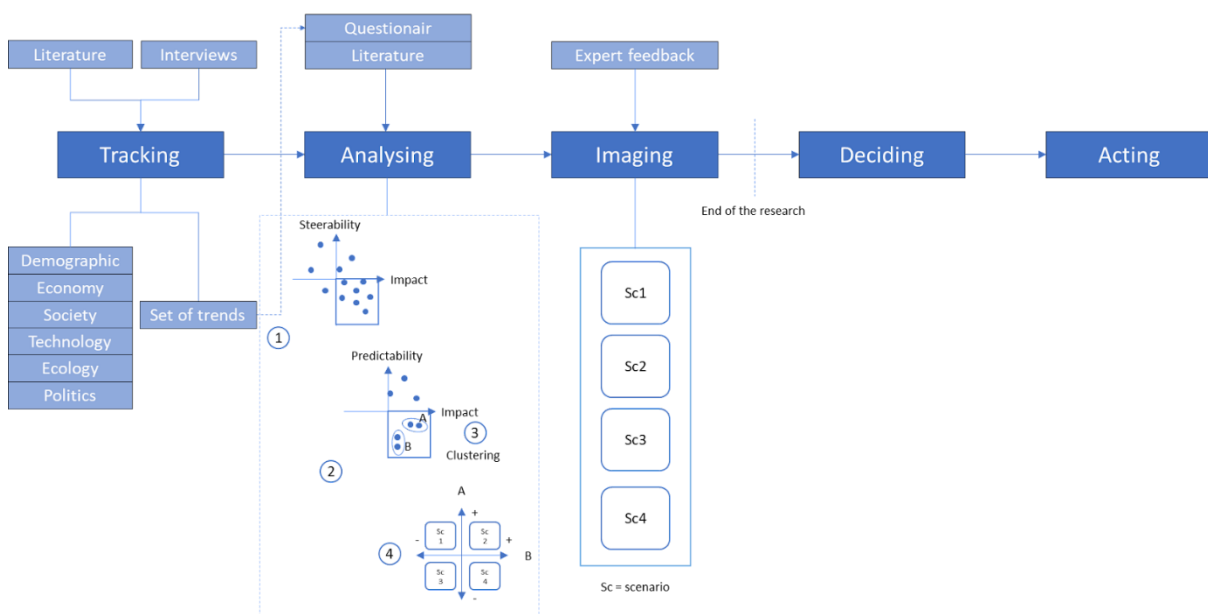 Questionair
Literature
Interviews
Literature
Expert feedback
Tracking
Analysing
Imaging
Deciding
Acting
End of the research
Demographic
Economy
Society
Technology
Ecology
Politics
Set of trends
Steerability
Impact
1
Predictability
Impact
A
B
3
Clustering
2
A
+
-
+
B
Sc
1
Sc
2
4
Sc
3
Sc
4
-
Sc1
Sc2
Sc3
Sc4
Sc = scenario